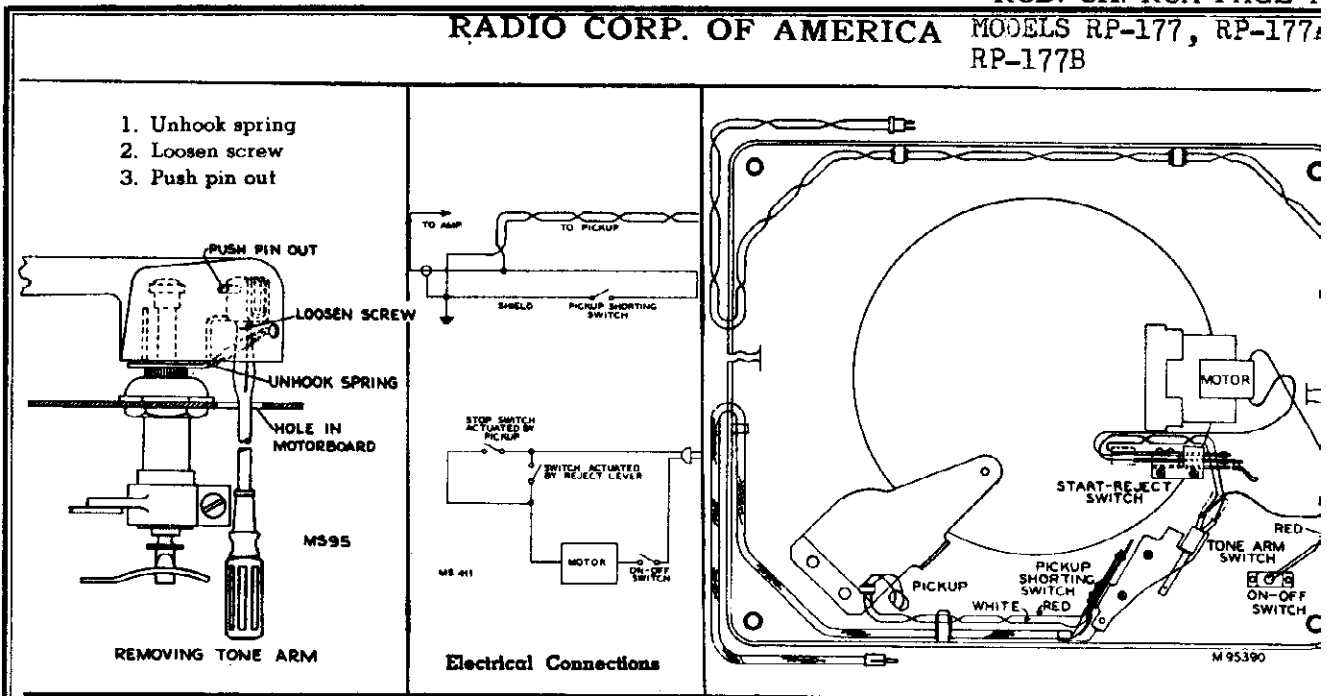 RADIO CORP. OF AMERICA
MODELS RP-177, RP-177A
RP-177B
1. Unhook spring
2. Loosen screw
3. Push pin out
PUSH PIN OUT
LOOSEN SCREW
UNHOOK SPRING
HOLE IN
MOTORBOARD
MS95
REMOVING TONE ARM
TO AMP.
TO PICKUP
SHIELD
PICKUP SHORTING
SWITCH
STOP SWITCH
ACTUATED BY
PICKUP
SWITCH ACTUATED
BY REJECT LEVER
MOTOR
ON-OFF
SWITCH
MS 411
Electrical Connections
MOTOR
START-REJECT
SWITCH
RED
TONE ARM
SWITCH
PICKUP
SHORTING
SWITCH
ON-OFF
SWITCH
PICKUP
WHITE
RED
M 95390